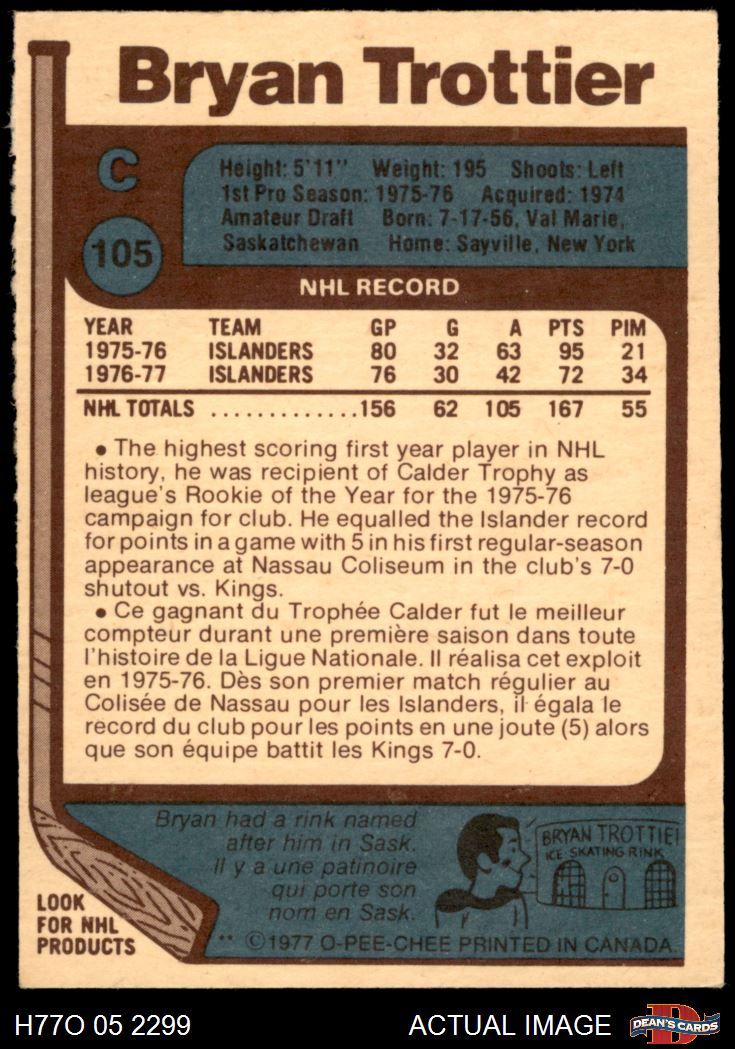 Bryan Trottier
C
105
Height: 5'11" Weight: 195 Shoots: Left
1st Pro Season: 1975-76 Acquired: 1974
Amateur Draft Born: 7-17-56, Val Marie,
Saskatchewan Home: Sayville, New York
NHL RECORD
YEAR TEAM GP G A PTS PIM
1975-76 ISLANDERS 80 32 63 95 21
1976-77 ISLANDERS 76 30 42 72 34
NHL TOTALS .............156 62 105 167 55
• The highest scoring first year player in NHL
history, he was recipient of Calder Trophy as
league's Rookie of the Year for the 1975-76
campaign for club. He equalled the Islander record
for points in a game with 5 in his first regular-season
appearance at Nassau Coliseum in the club's 7-0
shutout vs. Kings.
• Ce gagnant du Trophée Calder fut le meilleur
compteur durant une première saison dans toute
l'histoire de la Ligue Nationale. Il réalisa cet exploit
en 1975-76. Dès son premier match régulier au
Colisée de Nassau pour les Islanders, il égala le
record du club pour les points en une joute (5) alors
que son équipe battit les Kings 7-0.
Bryan had a rink named
after him in Sask.
Il y a une patinoire
qui porte son
nom en Sask.
BRYAN TROTTIE
ICE SKATING RINK
LOOK
FOR NHL
PRODUCTS
** ©1977 O-PEE-CHEE PRINTED IN CANADA.
H77O 05 2299 ACTUAL IMAGE
D
DEAN'S CARDS